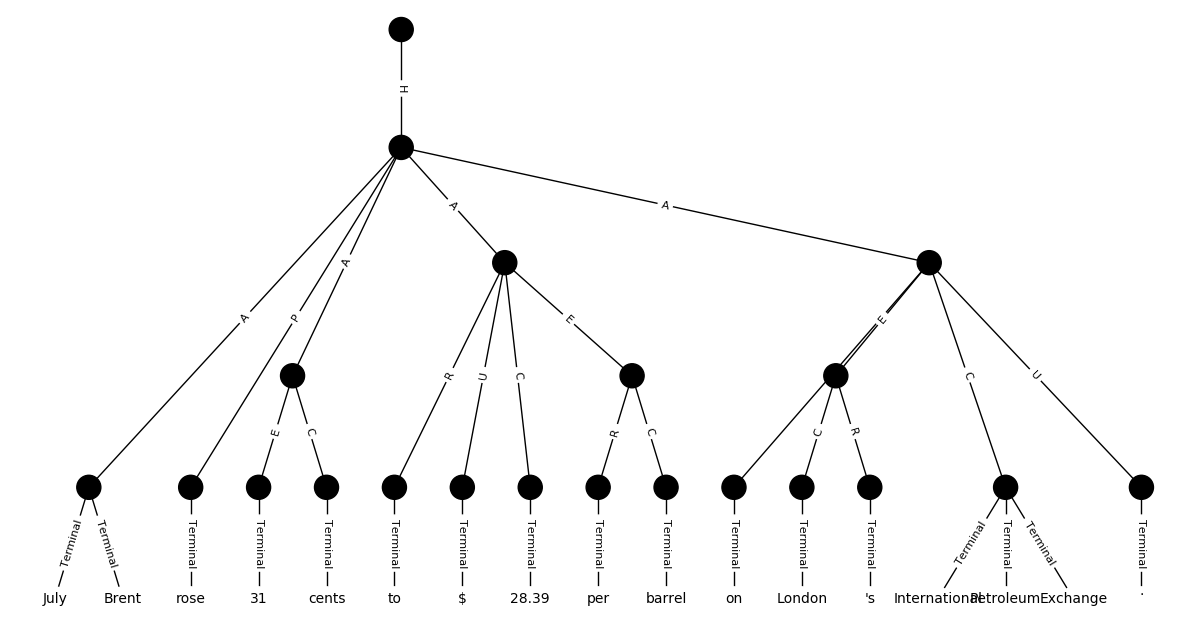 H
A
A
A
P
A
E
E
R
U
C
C
U
E
C
R
C
C
R
Terminal Terminal Terminal Terminal Terminal Terminal Terminal Terminal Terminal Terminal Terminal Terminal Terminal Terminal Terminal Terminal Terminal
July Brent rose 31 cents to $ 28.39 per barrel on London 's International Petroleum Exchange .